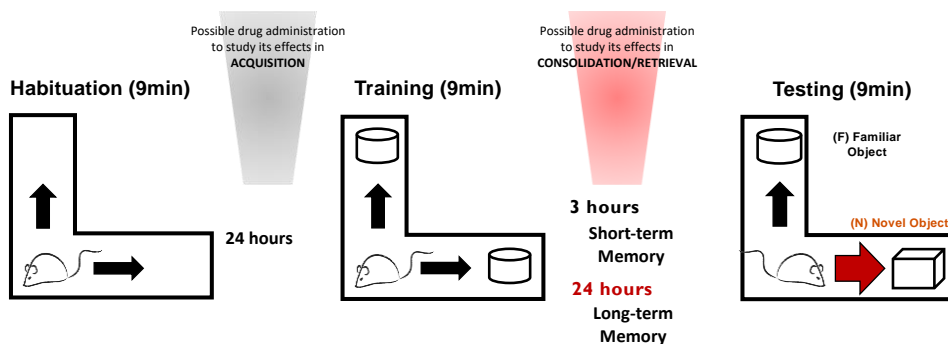 Possible drug administration
to study its effects in
ACQUISITION
Possible drug administration
to study its effects in
CONSOLIDATION/RETRIEVAL
Habituation (9min)
Training (9min)
Testing (9min)
(F) Familiar
Object
24 hours
3 hours
Short-term
Memory
24 hours
Long-term
Memory
(N) Novel Object